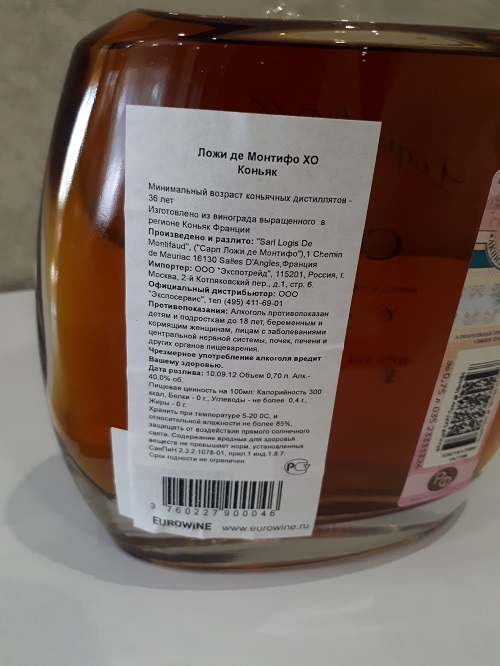 Ложи де Монтифо ХО
Коньяк
Минимальный возраст коньячных дистиллятов -
36 лет
Изготовлено из винограда выращенного в
регионе Коньяк Франции
Произведено и разлито: "Sarl Logis De
Montifaud", ("Сарл Ложи де Монтифо"),1 Chemin
de Mauriac 16130 Salles D'Angles,Франция
Импортер: ООО "Экспотрейд", 115201, Россия, г.
Москва, 2-й Котляковский пер., д.1, стр. 6.
Официальный дистрибьютор: ООО
"Экспосервис", тел (495) 411-69-01
Противопоказания: Алкоголь противопоказан
детям и подросткам до 18 лет, беременным и
кормящим женщинам, лицам с заболеваниями
центральной нервной системы, почек, печени и
других органов пищеварения.
Чрезмерное употребление алкоголя вредит
Вашему здоровью.
Дата розлива: 10.09.12 Объем 0,70 л. Алк.-
40,0% об.
Пищевая ценность на 100мл: Калорийность 300
ккал, Белки - 0 г., Углеводы - не более 0,4 г.,
Жиры - 0 г.
Хранить при температуре 5-20 0С, и
относительной влажности не более 85%,
защищать от воздействия прямого солнечного
света. Содержание вредных для здоровья
веществ не превышает норм, установленных
СанПиН 2.3.2.1078-01, прил.1 инд.1.8.7.
Срок годности не ограничен.
РСТ
3 760227 900046
EUROWINE www.eurowine.ru